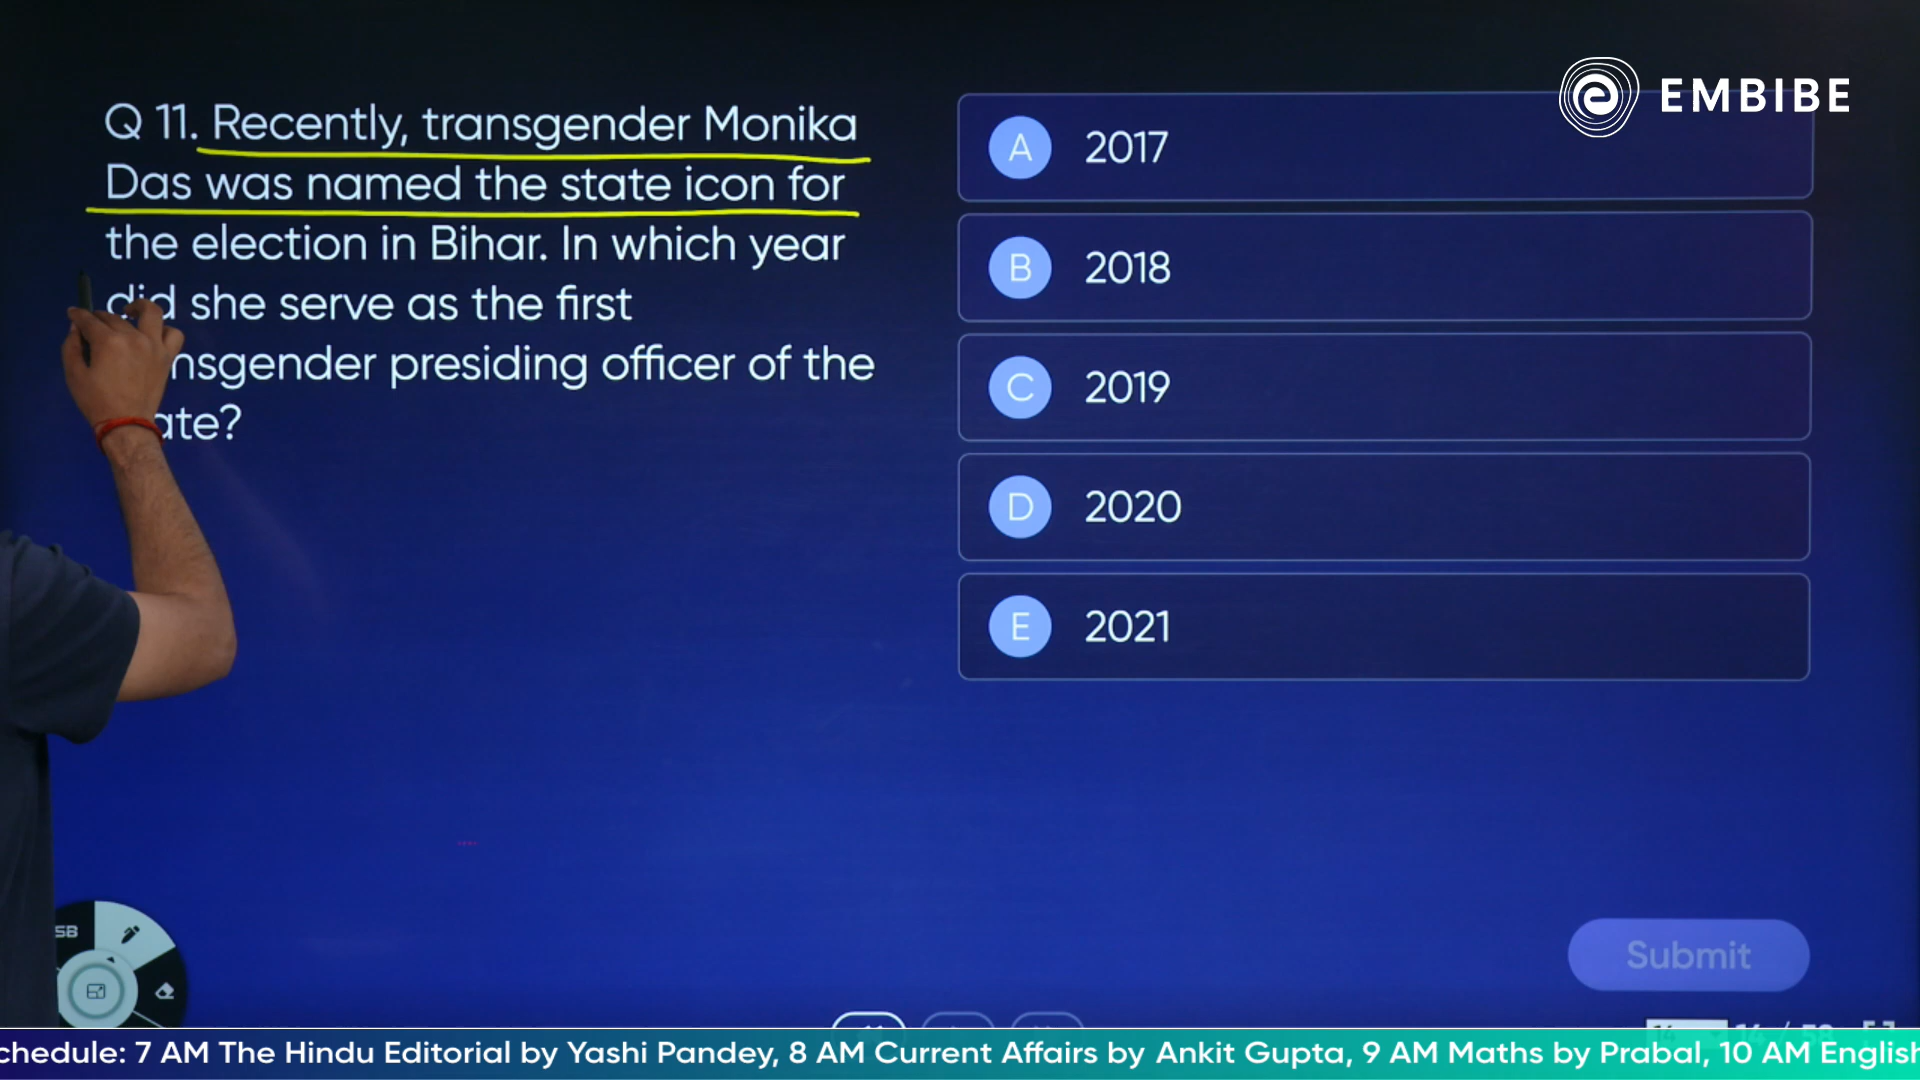 EMBIBE
Q 11. Recently, transgender Monika
Das was named the state icon for
the election in Bihar. In which year
did she serve as the first
nsgender presiding officer of the
ate?
A 2017
B 2018
C 2019
D 2020
E 2021
Submit
chedule: 7 AM The Hindu Editorial by Yashi Pandey, 8 AM Current Affairs by Ankit Gupta, 9 AM Maths by Prabal, 10 AM English